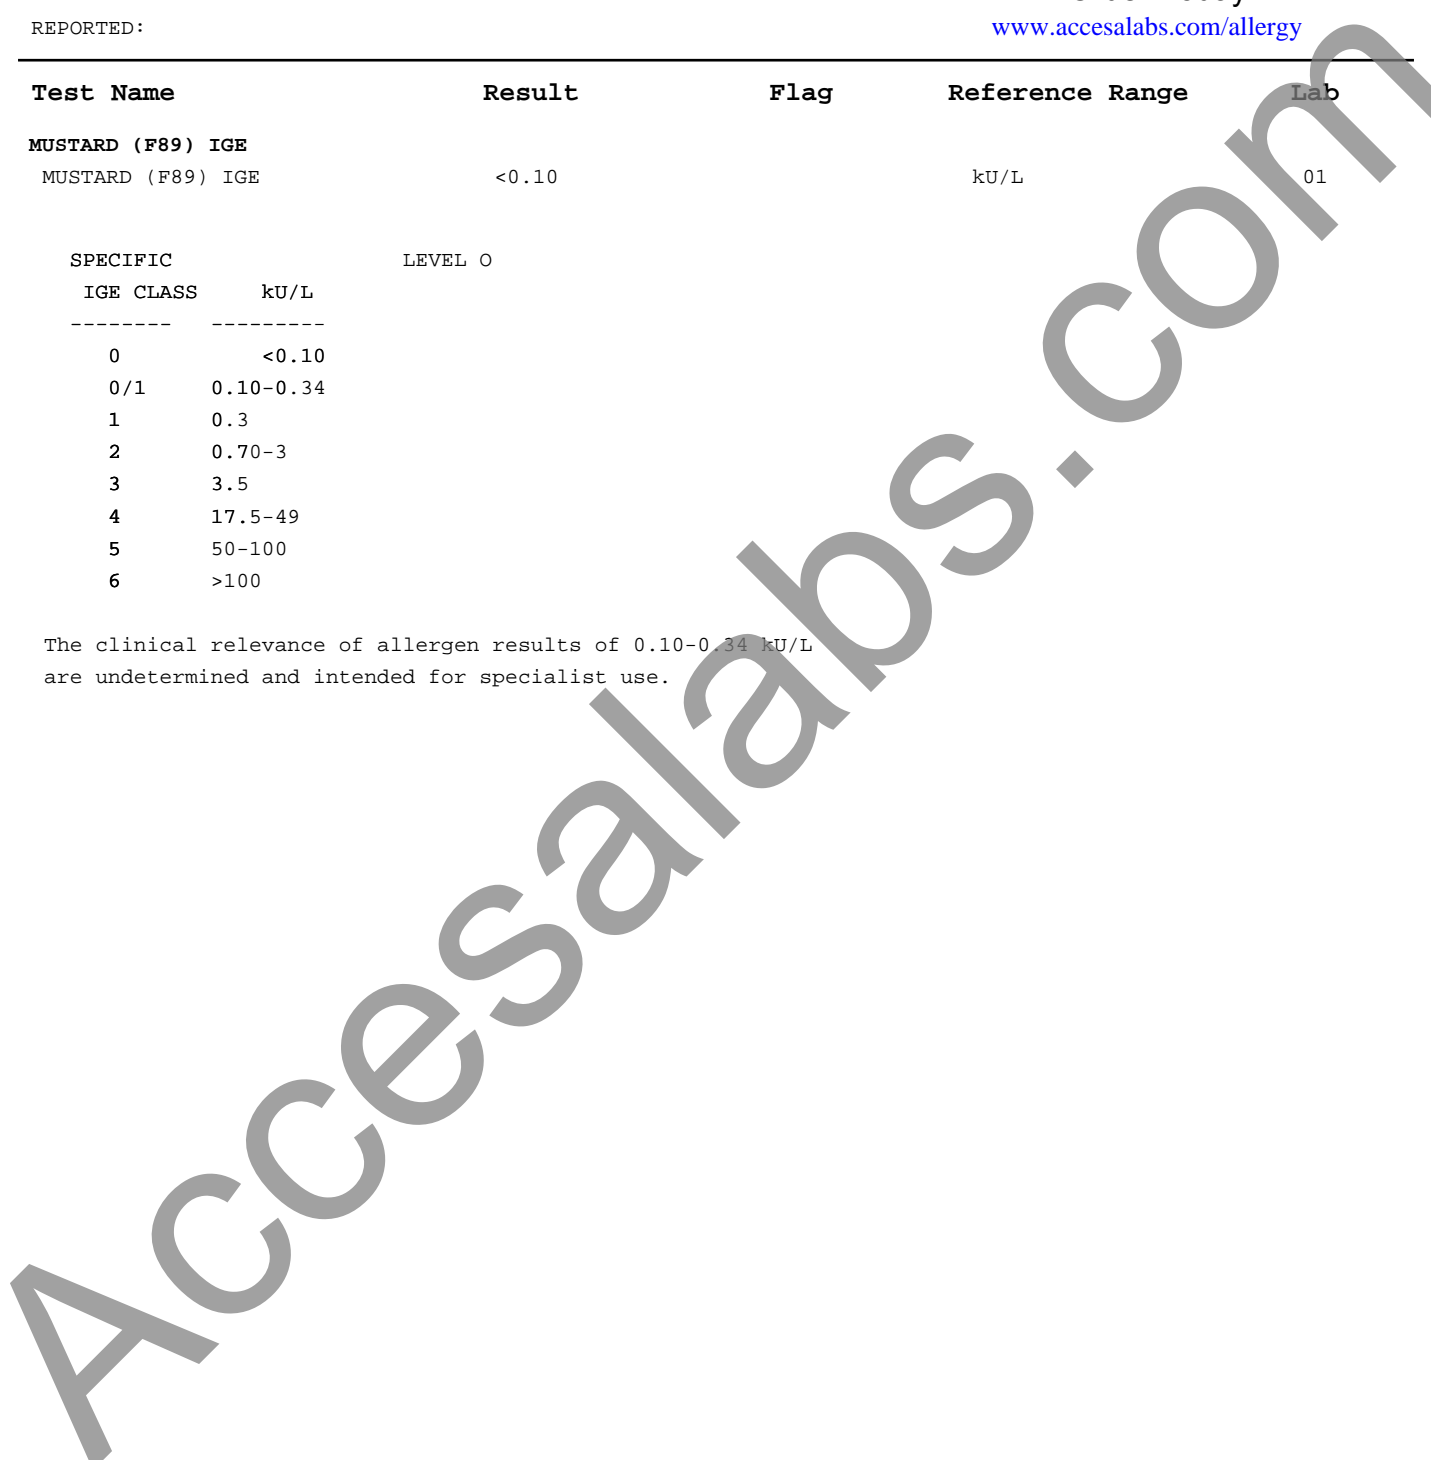 REPORTED: www.accesalabs.com/allergy
Test Name Result Flag Reference Range Lab
MUSTARD (F89) IGE
MUSTARD (F89) IGE <0.10 kU/L 01
SPECIFIC LEVEL O
IGE CLASS kU/L
-------- ---------
0 <0.10
0/1 0.10-0.34
1 0.3
2 0.70-3
3 3.5
4 17.5-49
5 50-100
6 >100
The clinical relevance of allergen results of 0.10-0.34 kU/L
are undetermined and intended for specialist use.
Accesalabs.com